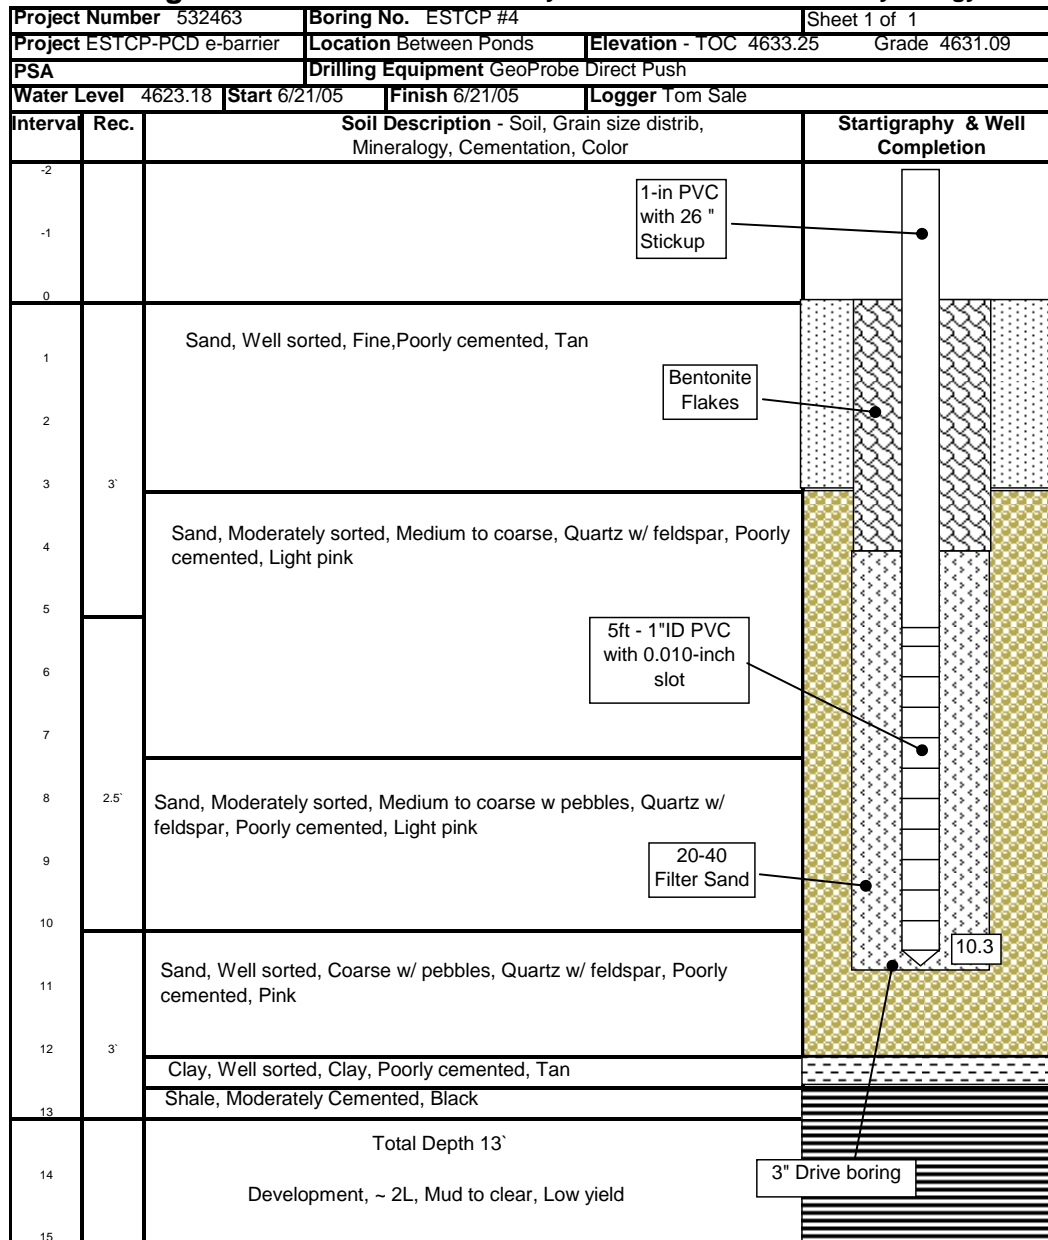 Project Number 532463 Boring No. ESTCP #4 Sheet 1 of 1
Project ESTCP-PCD e-barrier Location Between Ponds Elevation - TOC 4633.25 Grade 4631.09
PSA Drilling Equipment GeoProbe Direct Push
Water Level 4623.18 Start 6/21/05 Finish 6/21/05 Logger Tom Sale
Interval Rec. Soil Description - Soil, Grain size distrib, Startigraphy & Well
Mineralogy, Cementation, Color Completion
-2
1-in PVC
with 26 "
Stickup
-1
0
Sand, Well sorted, Fine,Poorly cemented, Tan
1
Bentonite
Flakes
2
3 3`
Sand, Moderately sorted, Medium to coarse, Quartz w/ feldspar, Poorly
cemented, Light pink
4
5
5ft - 1"ID PVC
with 0.010-inch
slot
6
7
8 2.5`
Sand, Moderately sorted, Medium to coarse w pebbles, Quartz w/
feldspar, Poorly cemented, Light pink
9
20-40
Filter Sand
10
10.3
Sand, Well sorted, Coarse w/ pebbles, Quartz w/ feldspar, Poorly
cemented, Pink
11
12 3`
Clay, Well sorted, Clay, Poorly cemented, Tan
Shale, Moderately Cemented, Black
13
Total Depth 13`
14
3" Drive boring
Development, ~ 2L, Mud to clear, Low yield
15